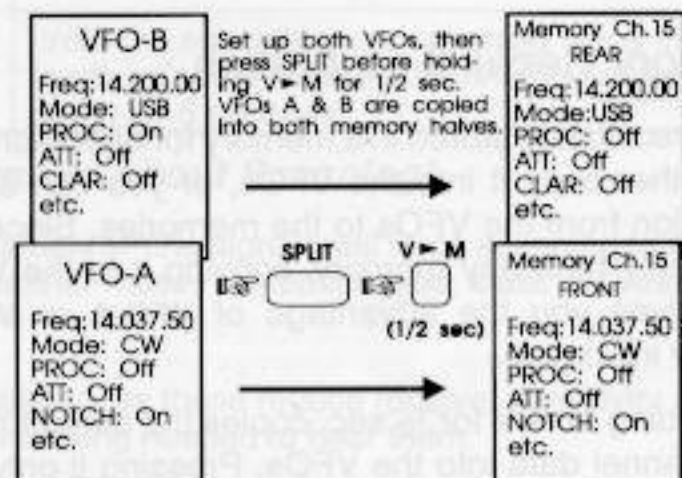 VFO-B
Freq:14.200.00
Mode: USB
PROC: On
ATT: Off
CLAR: Off
etc.
Set up both VFOs, then
press SPLIT before hold-
ing V►M for 1/2 sec.
VFOs A & B are copied
into both memory halves.
Memory Ch.15
REAR
Freq:14.200.00
Mode:USB
PROC: Off
ATT: Off
CLAR: Off
etc.
VFO-A
Freq:14.037.50
Mode: CW
PROC: Off
ATT: Off
NOTCH: On
etc.
SPLIT
V►M
(1/2 sec)
Memory Ch.15
FRONT
Freq:14.037.50
Mode: CW
PROC: Off
ATT: Off
NOTCH: On
etc.